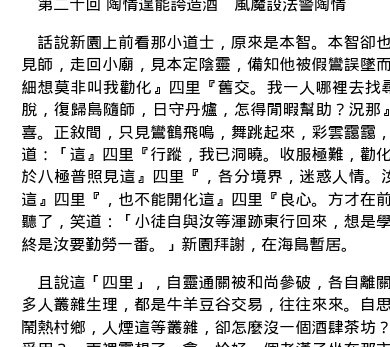 第二十回 陶情逞能誇造酒　風魔設法警陶情
話說新園上前看那小道士，原來是本智。本智卻也
見師，走回小廟，見本定陰靈，備知他被假鸞誤墜而
細想莫非叫我勸化』四里『舊交。我一人哪裡去找尋
脫，復歸島隨師，日守丹爐，怎得閒暇幫助？況那』
喜。正敘間，只見鸞鶴飛鳴，舞跳起來，彩雲靄靄，
道：「這』四里『行蹤，我已洞曉。收服極難，勸化
於八極普照見這』四里『，各分境界，迷惑人情。汝
這』四里『，也不能開化這』四里『良心。方才在前
聽了，笑道：「小徒自與汝等渾跡東行回來，想是學
終是汝要勤勞一番。」新園拜謝，在海島暫居。
且說這「四里」，自靈通關被和尚參破，各自離關
多人叢雜生理，都是牛羊豆谷交易，往往來來。自思
鬧熱村鄉，人煙這等叢雜，卻怎麼沒一個酒肆茶坊？